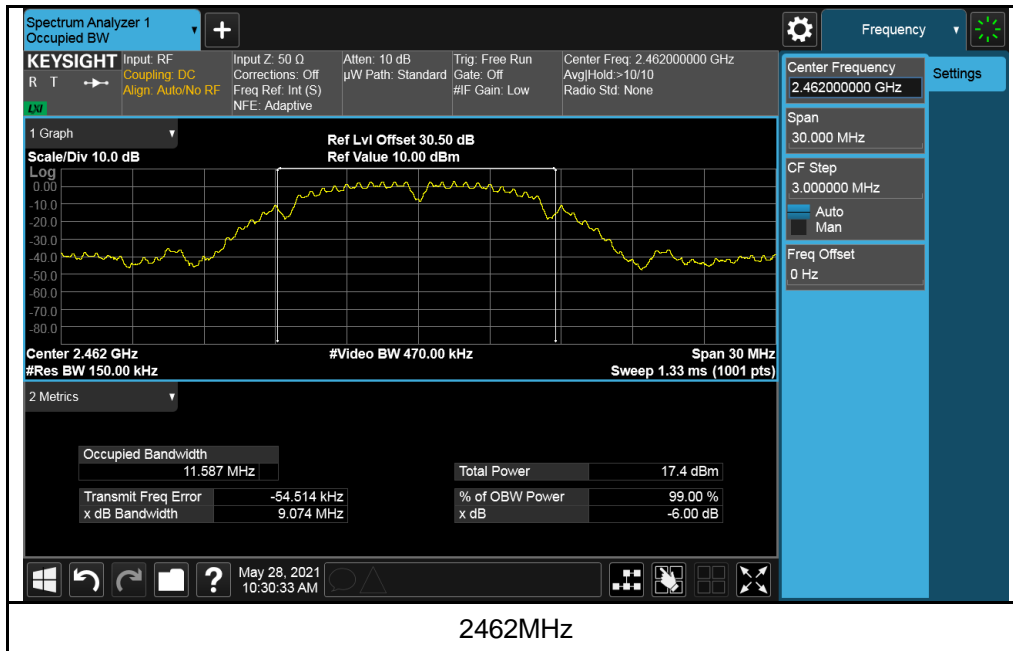 Spectrum Analyzer 1
Occupied BW
+
Frequency
KEYSIGHT
R T
LXI
Input: RF
Coupling: DC
Align: Auto/No RF
Input Z: 50 Ω
Corrections: Off
Freq Ref: Int (S)
NFE: Adaptive
Atten: 10 dB
µW Path: Standard
Trig: Free Run
Gate: Off
#IF Gain: Low
Center Freq: 2.462000000 GHz
Avg|Hold:>10/10
Radio Std: None
Center Frequency
2.462000000 GHz
Settings
Span
30.000 MHz
CF Step
3.000000 MHz
Auto
Man
Freq Offset
0 Hz
1 Graph
Scale/Div 10.0 dB
Ref Lvl Offset 30.50 dB
Ref Value 10.00 dBm
Log
0.00
-10.0
-20.0
-30.0
-40.0
-50.0
-60.0
-70.0
-80.0
Center 2.462 GHz
#Video BW 470.00 kHz
Span 30 MHz
#Res BW 150.00 kHz
Sweep 1.33 ms (1001 pts)
2 Metrics
Occupied Bandwidth
11.587 MHz
Total Power 17.4 dBm
Transmit Freq Error -54.514 kHz
% of OBW Power 99.00 %
x dB Bandwidth 9.074 MHz
x dB -6.00 dB
?
May 28, 2021
10:30:33 AM
2462MHz